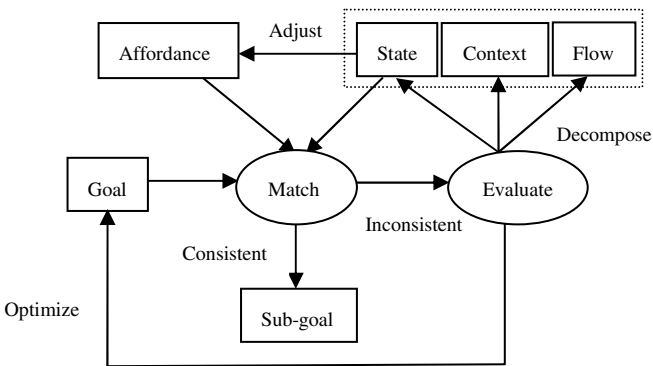 Adjust
Affordance
State
Context
Flow
Decompose
Goal
Match
Evaluate
Inconsistent
Consistent
Optimize
Sub-goal